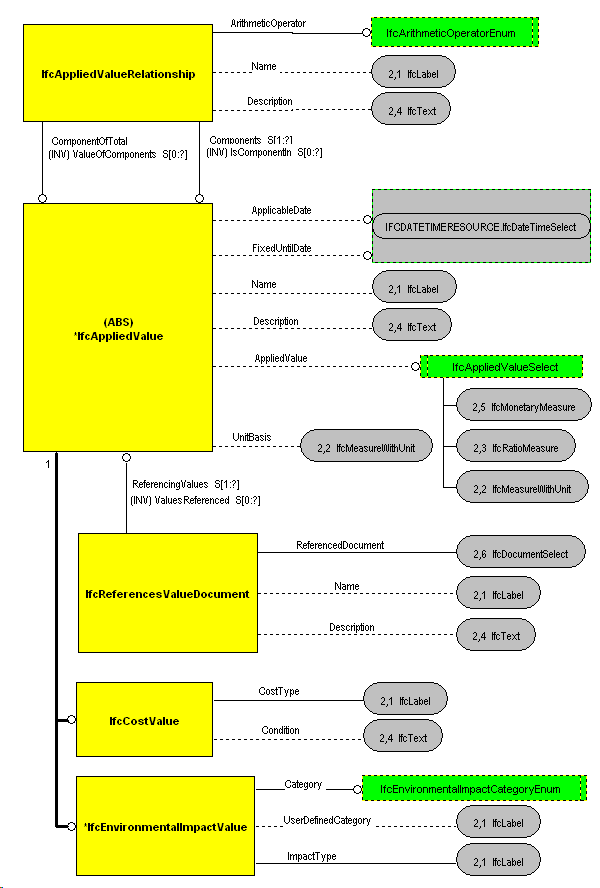 ArithmeticOperator
IfcArithmeticOperatorEnum
IfcAppliedValueRelationship
Name
2,1 IfcLabel
Description
2,4 IfcText
ComponentOfTotal
(INV) ValueOfComponents S[0:?]
Components S[1:?]
(INV) IsComponentIn S[0:?]
ApplicableDate
IFCDATETIMERESOURCE.IfcDateTimeSelect
FixedUntilDate
Name
2,1 IfcLabel
(ABS)
*IfcAppliedValue
Description
2,4 IfcText
AppliedValue
IfcAppliedValueSelect
2,5 IfcMonetaryMeasure
UnitBasis
2,2 IfcMeasureWithUnit
2,3 IfcRatioMeasure
2,2 IfcMeasureWithUnit
1
ReferencingValues S[1:?]
(INV) ValuesReferenced S[0:?]
ReferencedDocument
2,6 IfcDocumentSelect
IfcReferencesValueDocument
Name
2,1 IfcLabel
Description
2,4 IfcText
IfcCostValue
CostType
2,1 IfcLabel
Condition
2,4 IfcText
Category
IfcEnvironmentalImpactCategoryEnum
*IfcEnvironmentalImpactValue
UserDefinedCategory
2,1 IfcLabel
ImpactType
2,1 IfcLabel